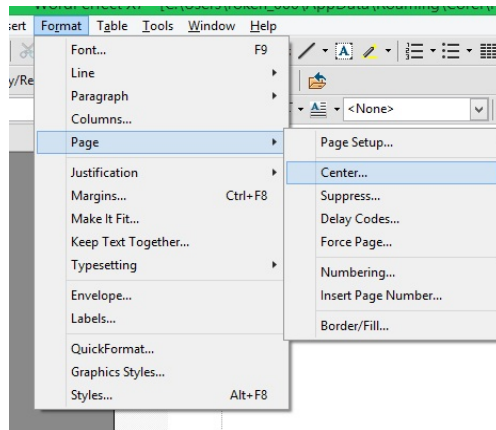 sert Format Table Tools Window Help
Font... F9
Line
Paragraph
Columns...
Page
Justification
Margins... Ctrl+F8
Make It Fit...
Keep Text Together...
Typesetting
Envelope...
Labels...
QuickFormat...
Graphics Styles...
Styles... Alt+F8
y/Re
<None>
Page Setup...
Center...
Suppress...
Delay Codes...
Force Page...
Numbering...
Insert Page Number...
Border/Fill...